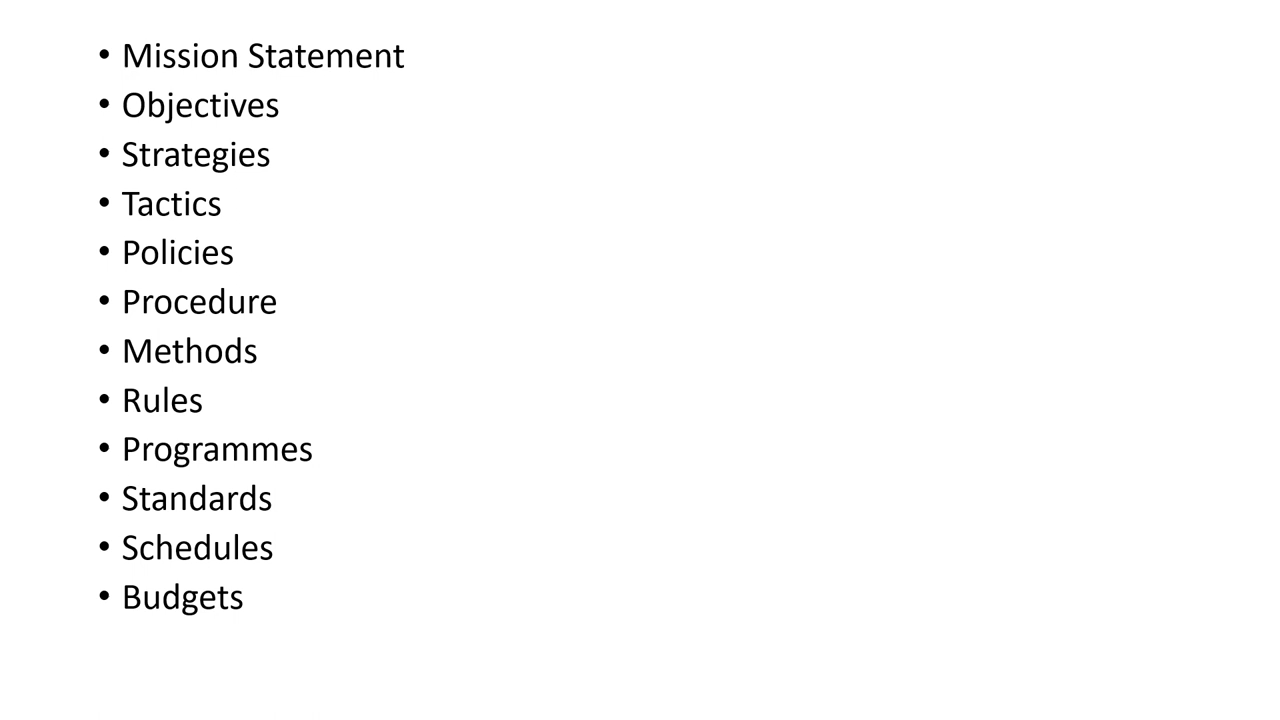 • Mission Statement
• Objectives
• Strategies
• Tactics
• Policies
• Procedure
• Methods
• Rules
• Programmes
• Standards
• Schedules
• Budgets